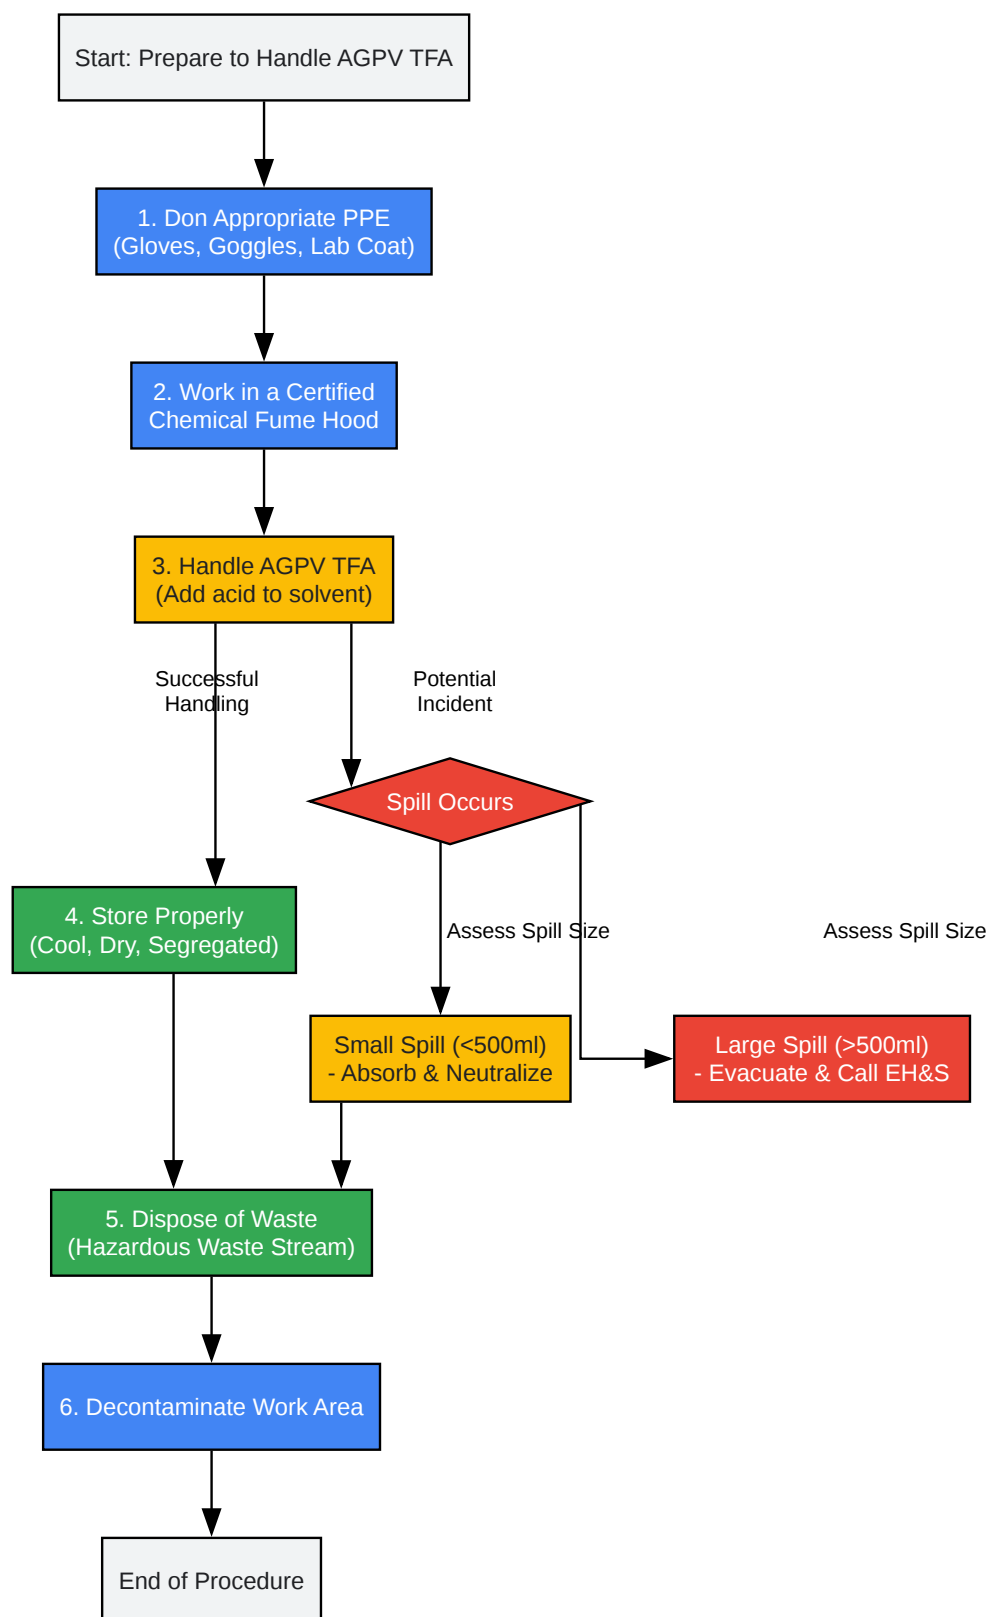 Start: Prepare to Handle AGPV TFA
1. Don Appropriate PPE
(Gloves, Goggles, Lab Coat)
2. Work in a Certified
Chemical Fume Hood
3. Handle AGPV TFA
(Add acid to solvent)
Successful
Handling
Potential
Incident
Spill Occurs
4. Store Properly
(Cool, Dry, Segregated)
Assess Spill Size
Assess Spill Size
Small Spill (<500ml)
- Absorb & Neutralize
Large Spill (>500ml)
- Evacuate & Call EH&S
5. Dispose of Waste
(Hazardous Waste Stream)
6. Decontaminate Work Area
End of Procedure